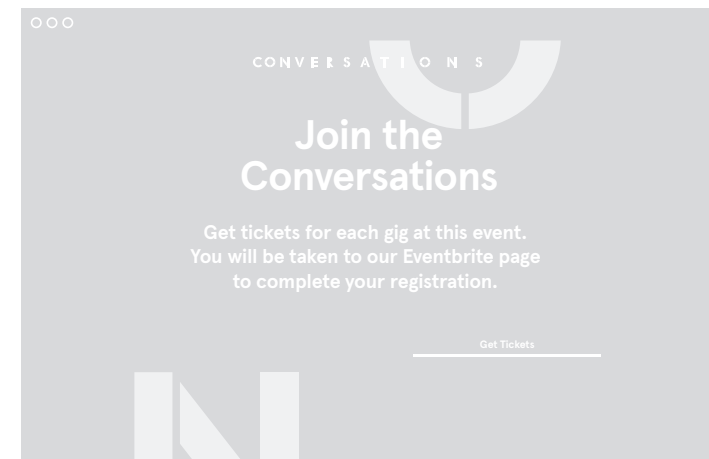 CONVERSATIONS
Join the
Conversations
Get tickets for each gig at this event.
You will be taken to our Eventbrite page
to complete your registration.
Get Tickets
N